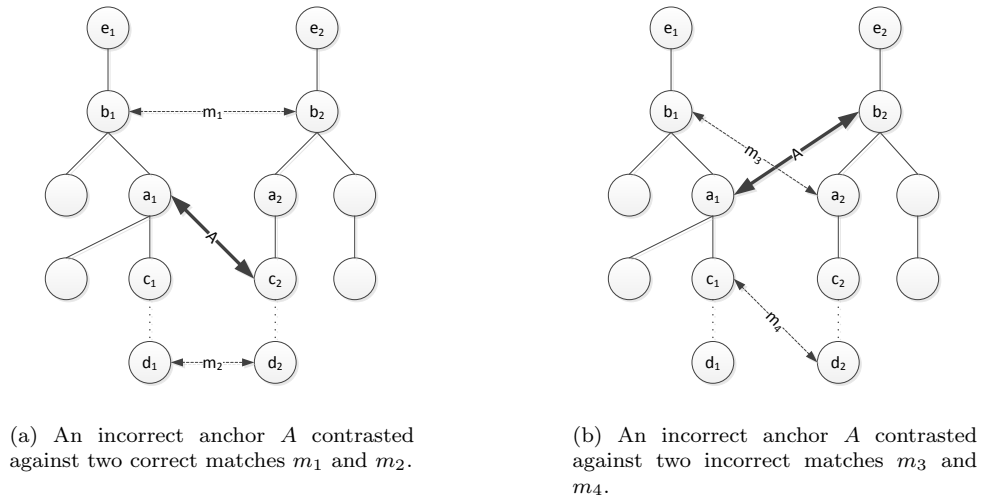 e1 e2 e1 e2
b1 m1 b2 b1 b2
m3 A
a1 a2 a1 a2
A
c1 c2 c1 c2
m4
d1 m2 d2 d1 d2
(a) An incorrect anchor A contrasted
against two correct matches m1 and m2.
(b) An incorrect anchor A contrasted
against two incorrect matches m3 and
m4.